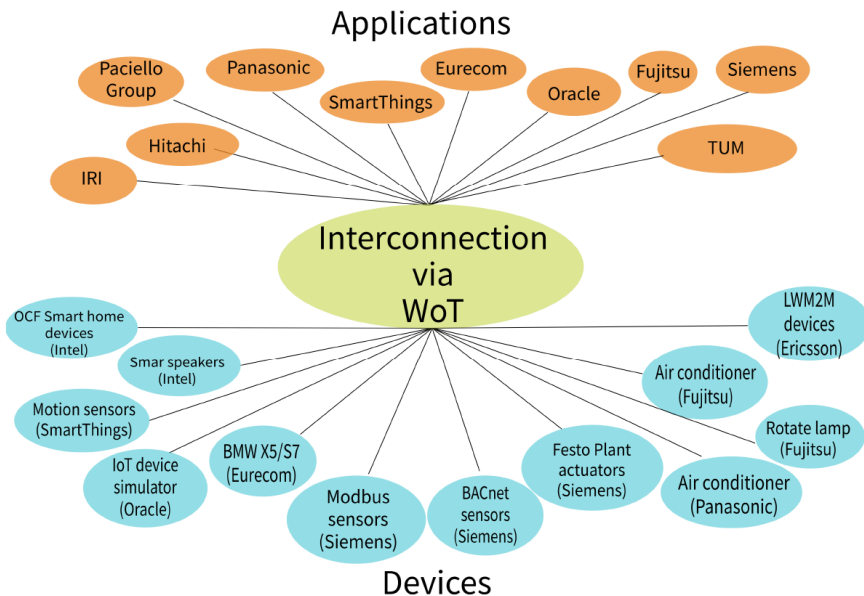 Applications
Paciello
Group
Panasonic
SmartThings
Eurecom
Oracle
Fujitsu
Siemens
Hitachi
TUM
IRI
Interconnection
via
WoT
OCF Smart home
devices
(Intel)
Smar speakers
(Intel)
Motion sensors
(SmartThings)
IoT device
simulator
(Oracle)
BMW X5/S7
(Eurecom)
Modbus
sensors
(Siemens)
BACnet
sensors
(Siemens)
Festo Plant
actuators
(Siemens)
Air conditioner
(Panasonic)
Rotate lamp
(Fujitsu)
Air conditioner
(Fujitsu)
LWM2M
devices
(Ericsson)
Devices